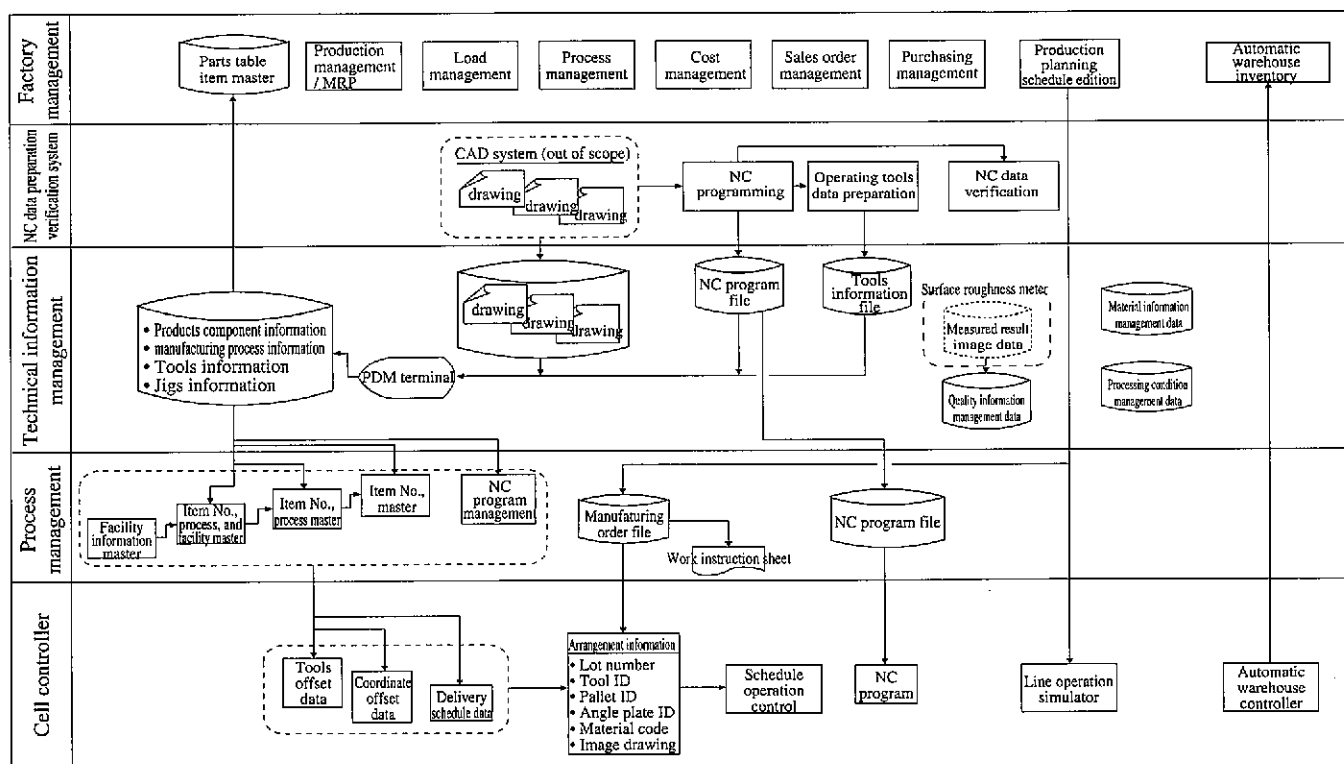 Factory
management
Parts table
item master
Production
management
/ MRP
Load
management
Process
management
Cost
management
Sales order
management
Purchasing
management
Production
planning
schedule edition
Automatic
warehouse
inventory
NC data preparation
verification system
CAD system (out of scope)
drawing
drawing
drawing
NC
programming
Operating tools
data preparation
NC data
verification
Technical information
management
• Products component information
• manufacturing process information
• Tools information
• Jigs information
PDM terminal
drawing
drawing
drawing
NC program
file
Tools
information
file
Surface roughness meter
Measured result
image data
Quality information
management data
Material information
management data
Processing condition
management data
Process
management
Facility
information
master
Item No.,
process, and
facility master
Item No.,
process master
Item No.,
master
NC
program
management
Manufaturing
order file
Work instruction sheet
NC program file
Cell controller
Tools
offset
data
Coordinate
offset
data
Delivery
schedule data
Arrangement information
• Lot number
• Tool ID
• Pallet ID
• Angle plate ID
• Material code
• Image drawing
Schedule
operation
control
NC
program
Line operation
simulator
Automatic
warehouse
controller